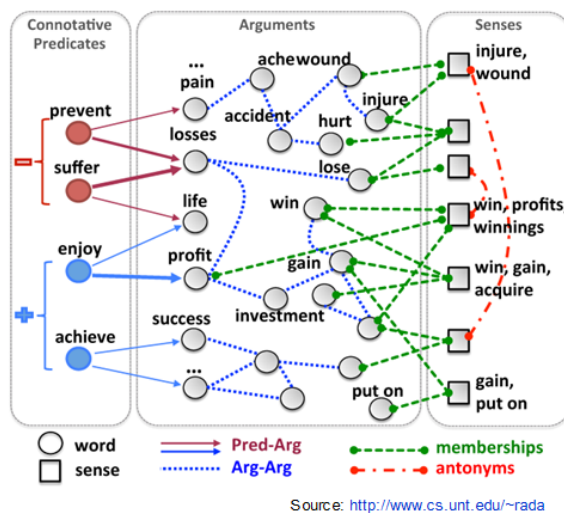 Connotative
Predicates
Arguments
Senses
...
pain
achewound
injure,
wound
prevent
accident
injure
losses
hurt
suffer
lose
life
win
win, profits,
winnings
enjoy
profit
gain
win, gain,
acquire
investment
success
achieve
...
put on
gain,
put on
word
Pred-Arg
memberships
sense
Arg-Arg
antonyms
Source: http://www.cs.unt.edu/~rada